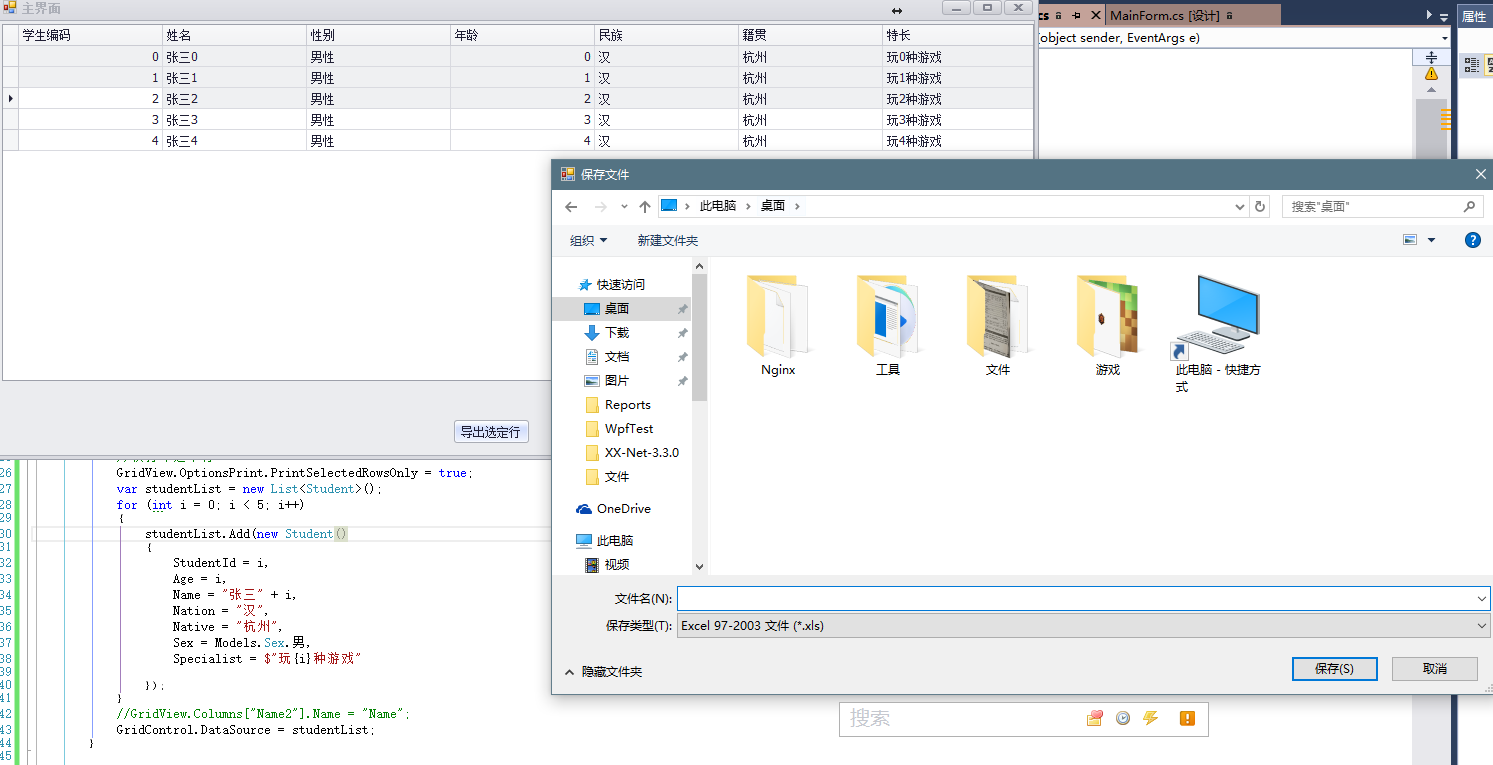 主界面
学生编码 姓名 性别 年龄 民族 籍贯 特长
0 张三0 男性 0 汉 杭州 玩0种游戏
1 张三1 男性 1 汉 杭州 玩1种游戏
2 张三2 男性 2 汉 杭州 玩2种游戏
3 张三3 男性 3 汉 杭州 玩3种游戏
4 张三4 男性 4 汉 杭州 玩4种游戏
导出选定行
cs
MainForm.cs [设计]
属性
(object sender, EventArgs e)
保存文件
此电脑 桌面
搜索"桌面"
组织 新建文件夹
快速访问
桌面
下载
文档
图片
Reports
WpfTest
XX-Net-3.3.0
文件
OneDrive
此电脑
视频
Nginx
工具
文件
游戏
此电脑 - 快捷方
式
文件名(N):
保存类型(T): Excel 97-2003 文件 (*.xls)
隐藏文件夹
保存(S) 取消
26 GridView.OptionsPrint.PrintSelectedRowsOnly = true;
27 var studentList = new List<Student>();
28 for (int i = 0; i < 5; i++)
29 {
30 studentList.Add(new Student()
31 {
32 StudentId = i,
33 Age = i,
34 Name = "张三" + i,
35 Nation = "汉",
36 Native = "杭州",
37 Sex = Models.Sex.男,
38 Specialist = $"玩{i}种游戏"
39
40 });
41 }
42 //GridView.Columns["Name2"].Name = "Name";
43 GridControl.DataSource = studentList;
44 }
45
搜索